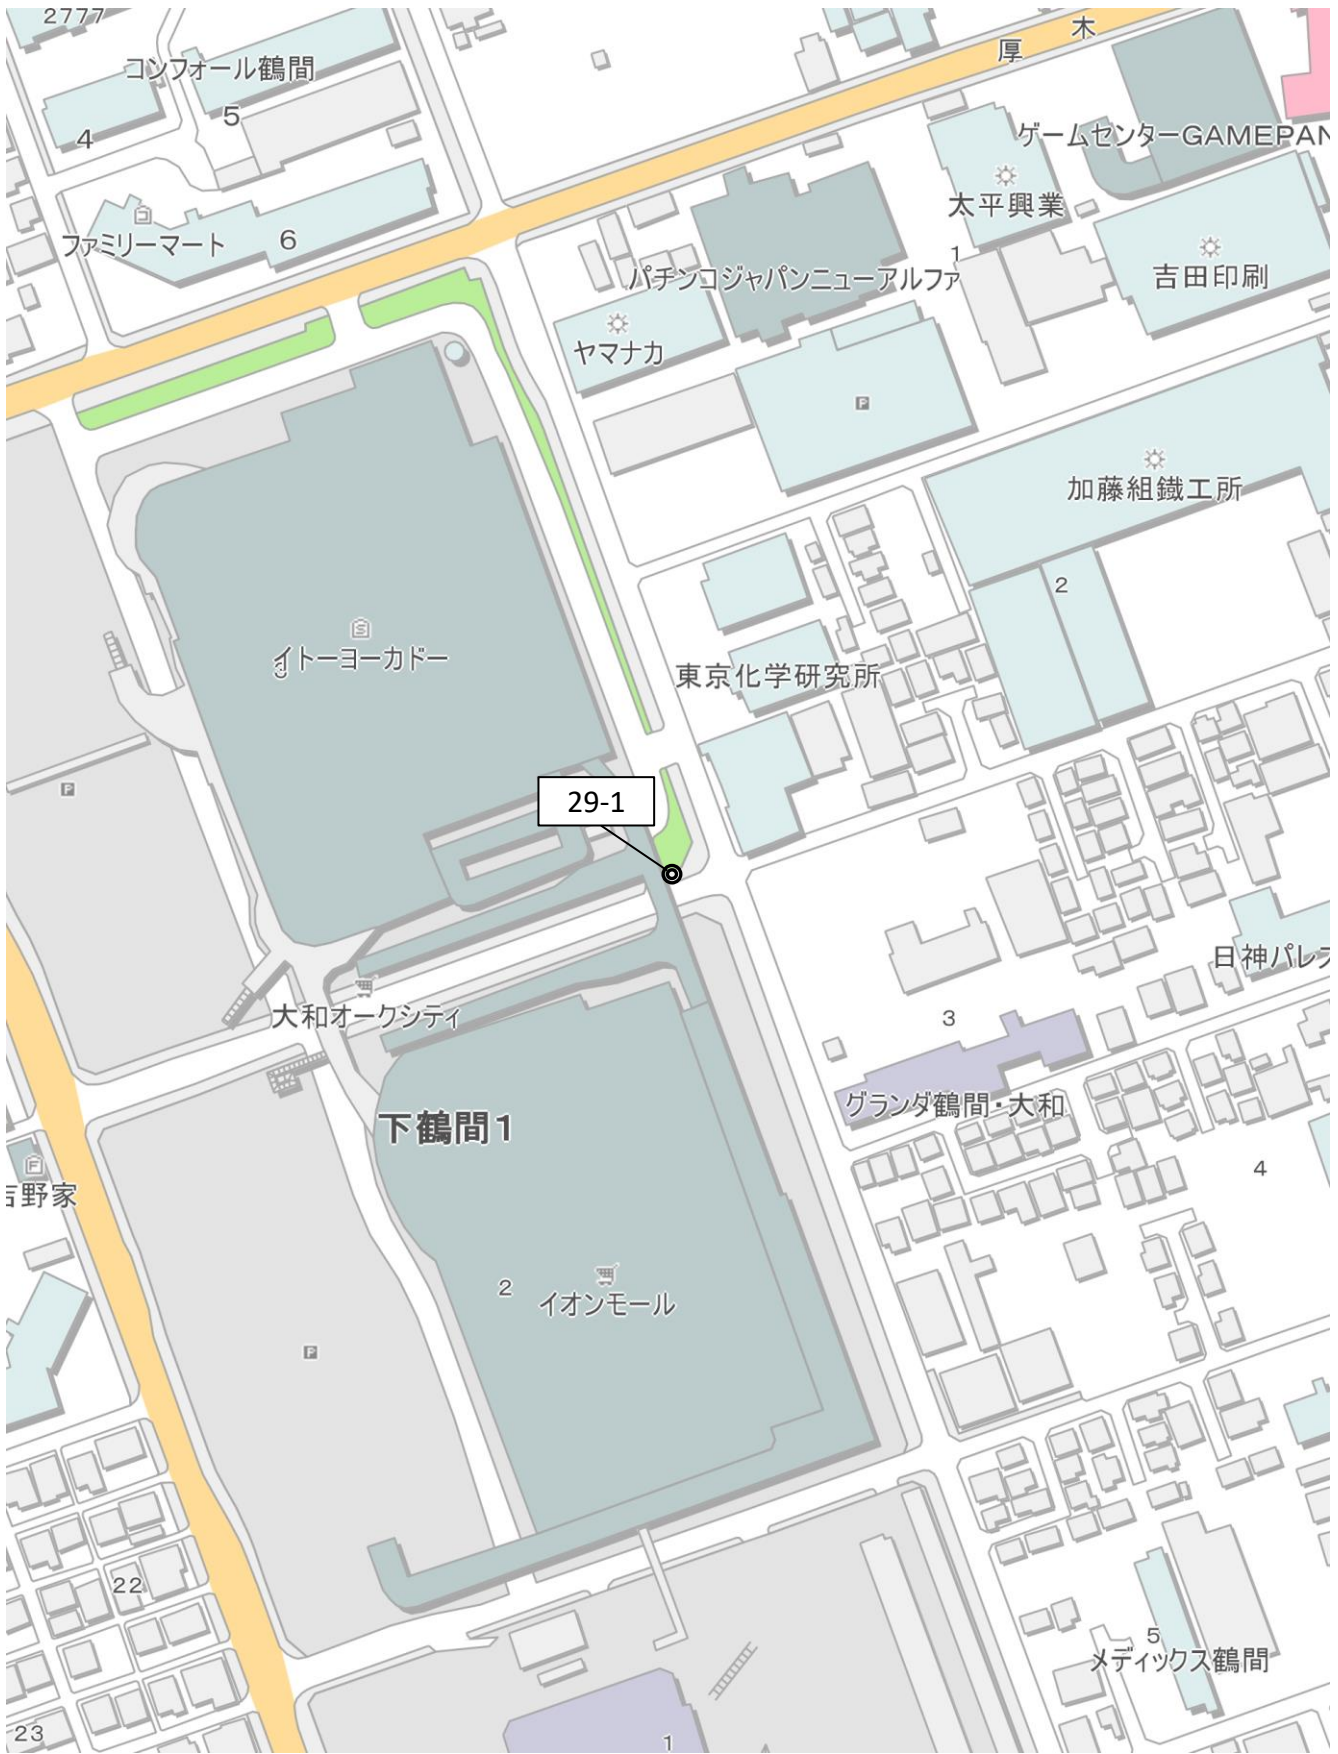 2777
コンフォール鶴間
5
4
厚
木
ゲームセンターGAMEPAN
太平興業
ファミリーマート
6
1
吉田印刷
パチンコジャパンニューアルファ
ヤマナカ
P
加藤組鐵工所
2
S
イトーヨーカドー
3
東京化学研究所
P
29-1
日神パレス
大和オークシティ
3
グランダ鶴間・大和
下鶴間1
F
吉野家
4
2
イオンモール
P
22
5
メディックス鶴間
23
1